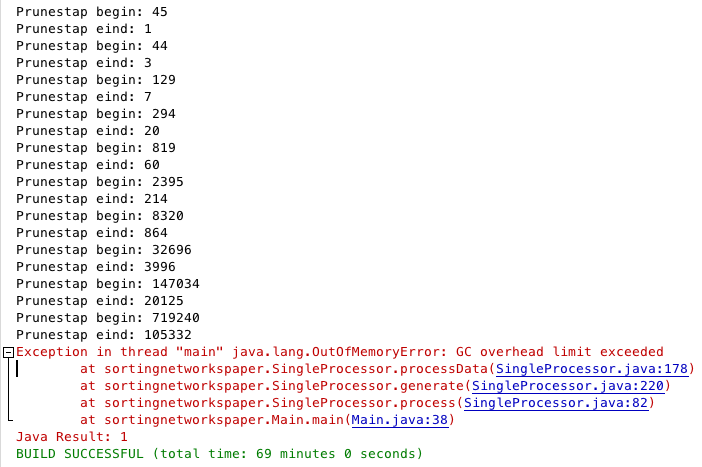 Prunestap begin: 45
Prunestap eind: 1
Prunestap begin: 44
Prunestap eind: 3
Prunestap begin: 129
Prunestap eind: 7
Prunestap begin: 294
Prunestap eind: 20
Prunestap begin: 819
Prunestap eind: 60
Prunestap begin: 2395
Prunestap eind: 214
Prunestap begin: 8320
Prunestap eind: 864
Prunestap begin: 32696
Prunestap eind: 3996
Prunestap begin: 147034
Prunestap eind: 20125
Prunestap begin: 719240
Prunestap eind: 105332
Exception in thread "main" java.lang.OutOfMemoryError: GC overhead limit exceeded
at sortingnetworkspaper.SingleProcessor.processData(SingleProcessor.java:178)
at sortingnetworkspaper.SingleProcessor.generate(SingleProcessor.java:220)
at sortingnetworkspaper.SingleProcessor.process(SingleProcessor.java:82)
at sortingnetworkspaper.Main.main(Main.java:38)
Java Result: 1
BUILD SUCCESSFUL (total time: 69 minutes 0 seconds)